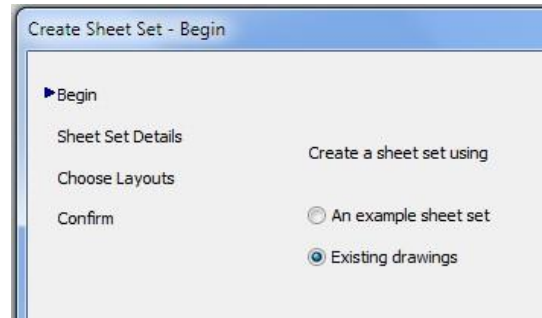 Create Sheet Set - Begin
Begin
Sheet Set Details
Choose Layouts
Confirm
Create a sheet set using
An example sheet set
Existing drawings